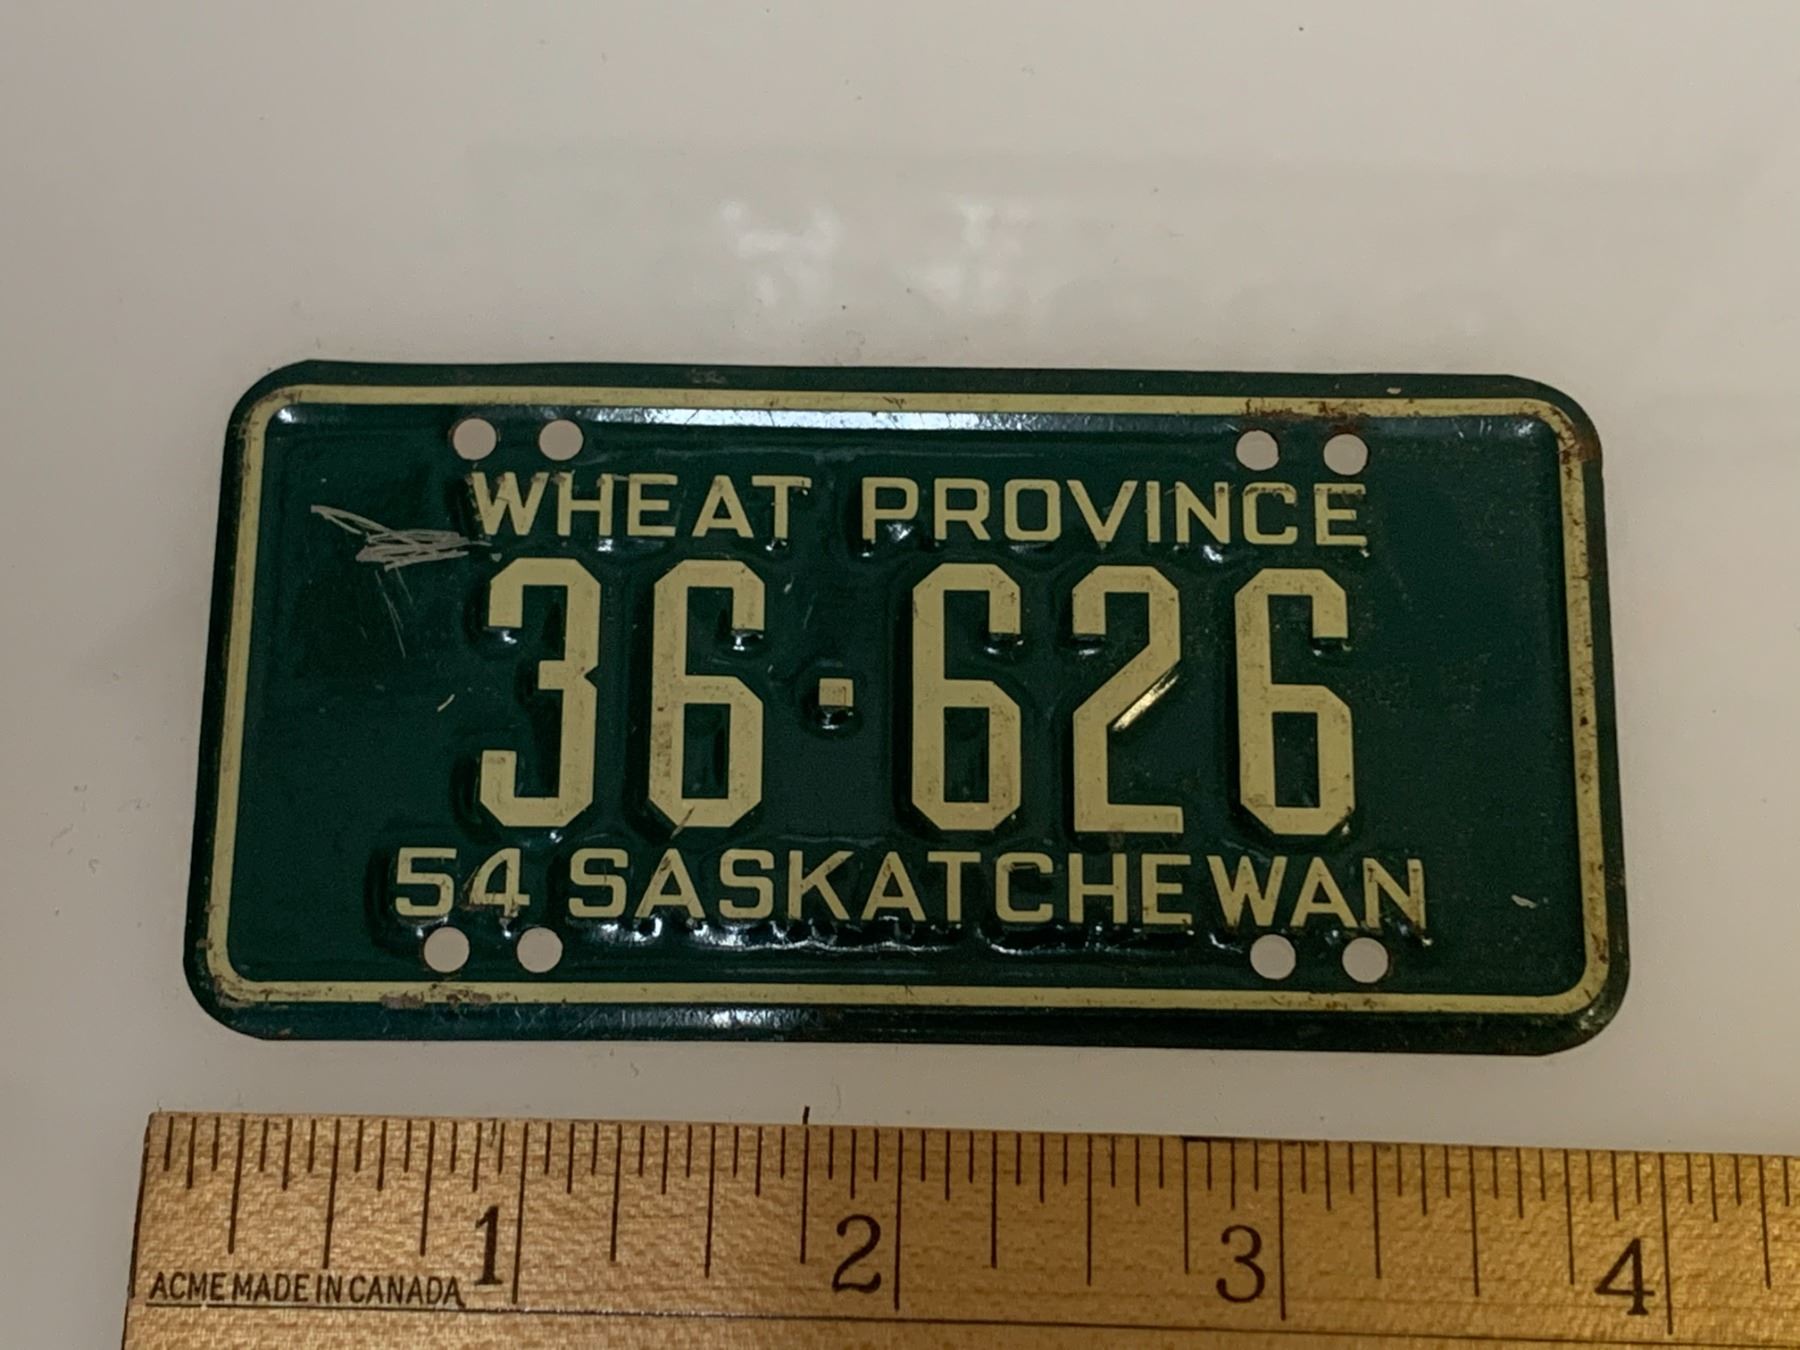 WHEAT PROVINCE
36·626
54 SASKATCHEWAN
1 2 3 4
ACME MADE IN CANADA